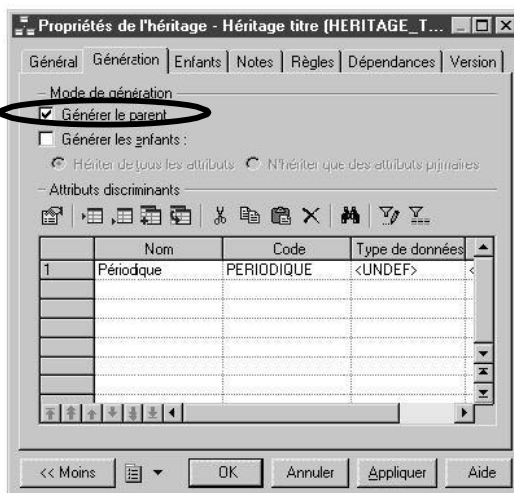 Propriétés de l'héritage - Héritage titre (HERITAGE_T...
Général Génération Enfants Notes Règles Dépendances Version
Mode de génération
Générer le parent
Générer les enfants :
Hériter de tous les attributs N'hériter que des attributs primaires
Attributs discriminants
Nom Code Type de données
1 Périodique PERIODIQUE <UNDEF> <
<< Moins OK Annuler Appliquer Aide